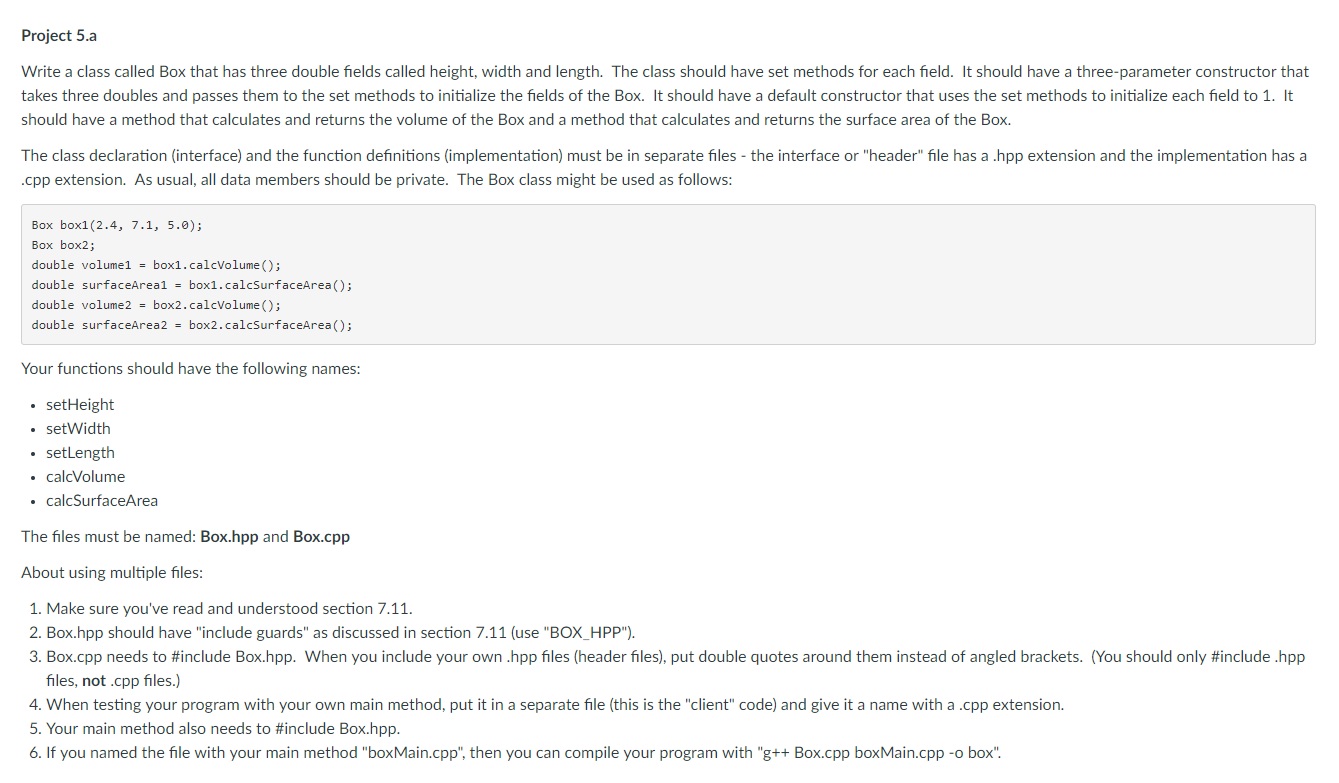 Project 5.a
Write a class called Box that has three double fields called height, width and length.  The class should have set methods for each field.  It should have a three-parameter constructor that
takes three doubles and passes them to the set methods to initialize the fields of the Box.  It should have a default constructor that uses the set methods to initialize each field to 1.  It
should have a method that calculates and returns the volume of the Box and a method that calculates and returns the surface area of the Box.
The class declaration (interface) and the function definitions (implementation) must be in separate files - the interface or "header" file has a .hpp extension and the implementation has a
.cpp extension.  As usual, all data members should be private.  The Box class might be used as follows:
Box box1(2.4, 7.1, 5.0);
Box box2;
double volume1 = box1.calcVolume();
double surfaceArea1 = box1.calcSurfaceArea();
double volume2 = box2.calcVolume();
double surfaceArea2 = box2.calcSurfaceArea();
Your functions should have the following names:
• setHeight
• setWidth
• setLength
• calcVolume
• calcSurfaceArea
The files must be named: Box.hpp and Box.cpp
About using multiple files:
1. Make sure you've read and understood section 7.11.
2. Box.hpp should have "include guards" as discussed in section 7.11 (use "BOX_HPP").
3. Box.cpp needs to #include Box.hpp.  When you include your own .hpp files (header files), put double quotes around them instead of angled brackets.  (You should only #include .hpp
files, not .cpp files.)
4. When testing your program with your own main method, put it in a separate file (this is the "client" code) and give it a name with a .cpp extension.
5. Your main method also needs to #include Box.hpp.
6. If you named the file with your main method "boxMain.cpp", then you can compile your program with "g++ Box.cpp boxMain.cpp -o box".